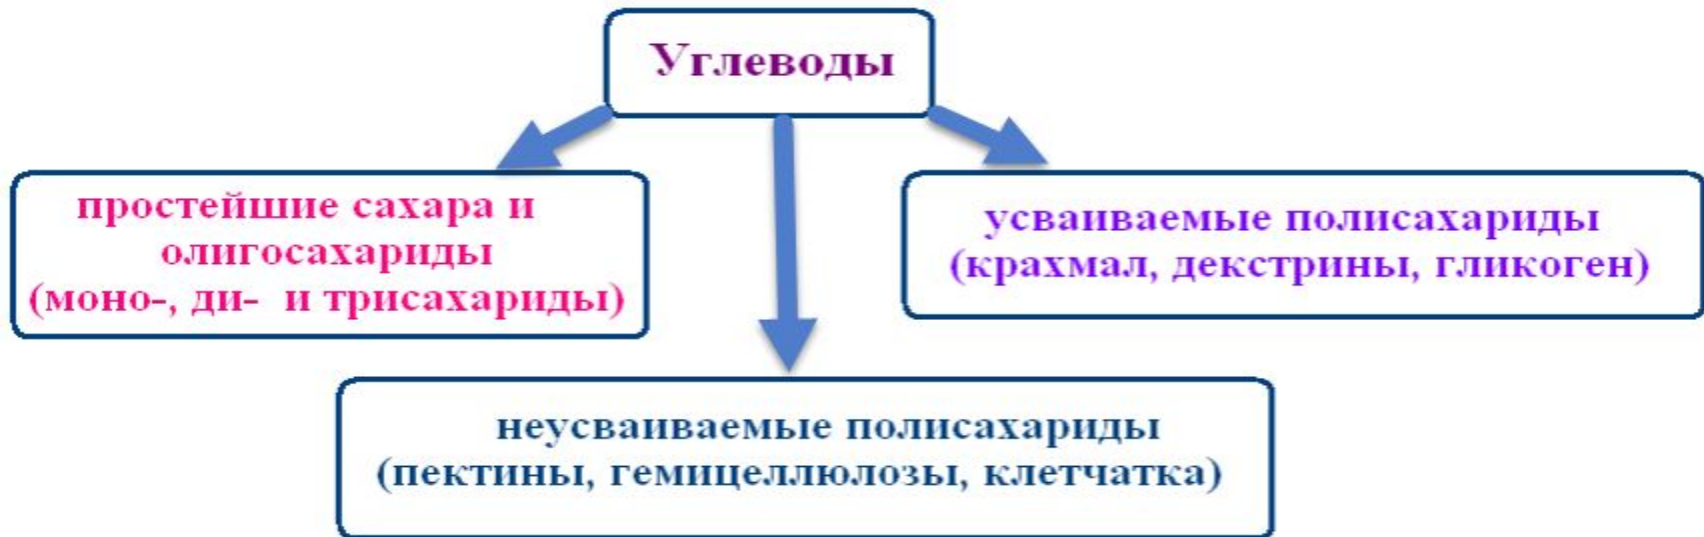 Углеводы
простейшие сахара и
олигосахариды
(моно-, ди- и трисахариды)
усваиваемые полисахариды
(крахмал, декстрины, гликоген)
неусваиваемые полисахариды
(пектины, гемицеллюлозы, клетчатка)